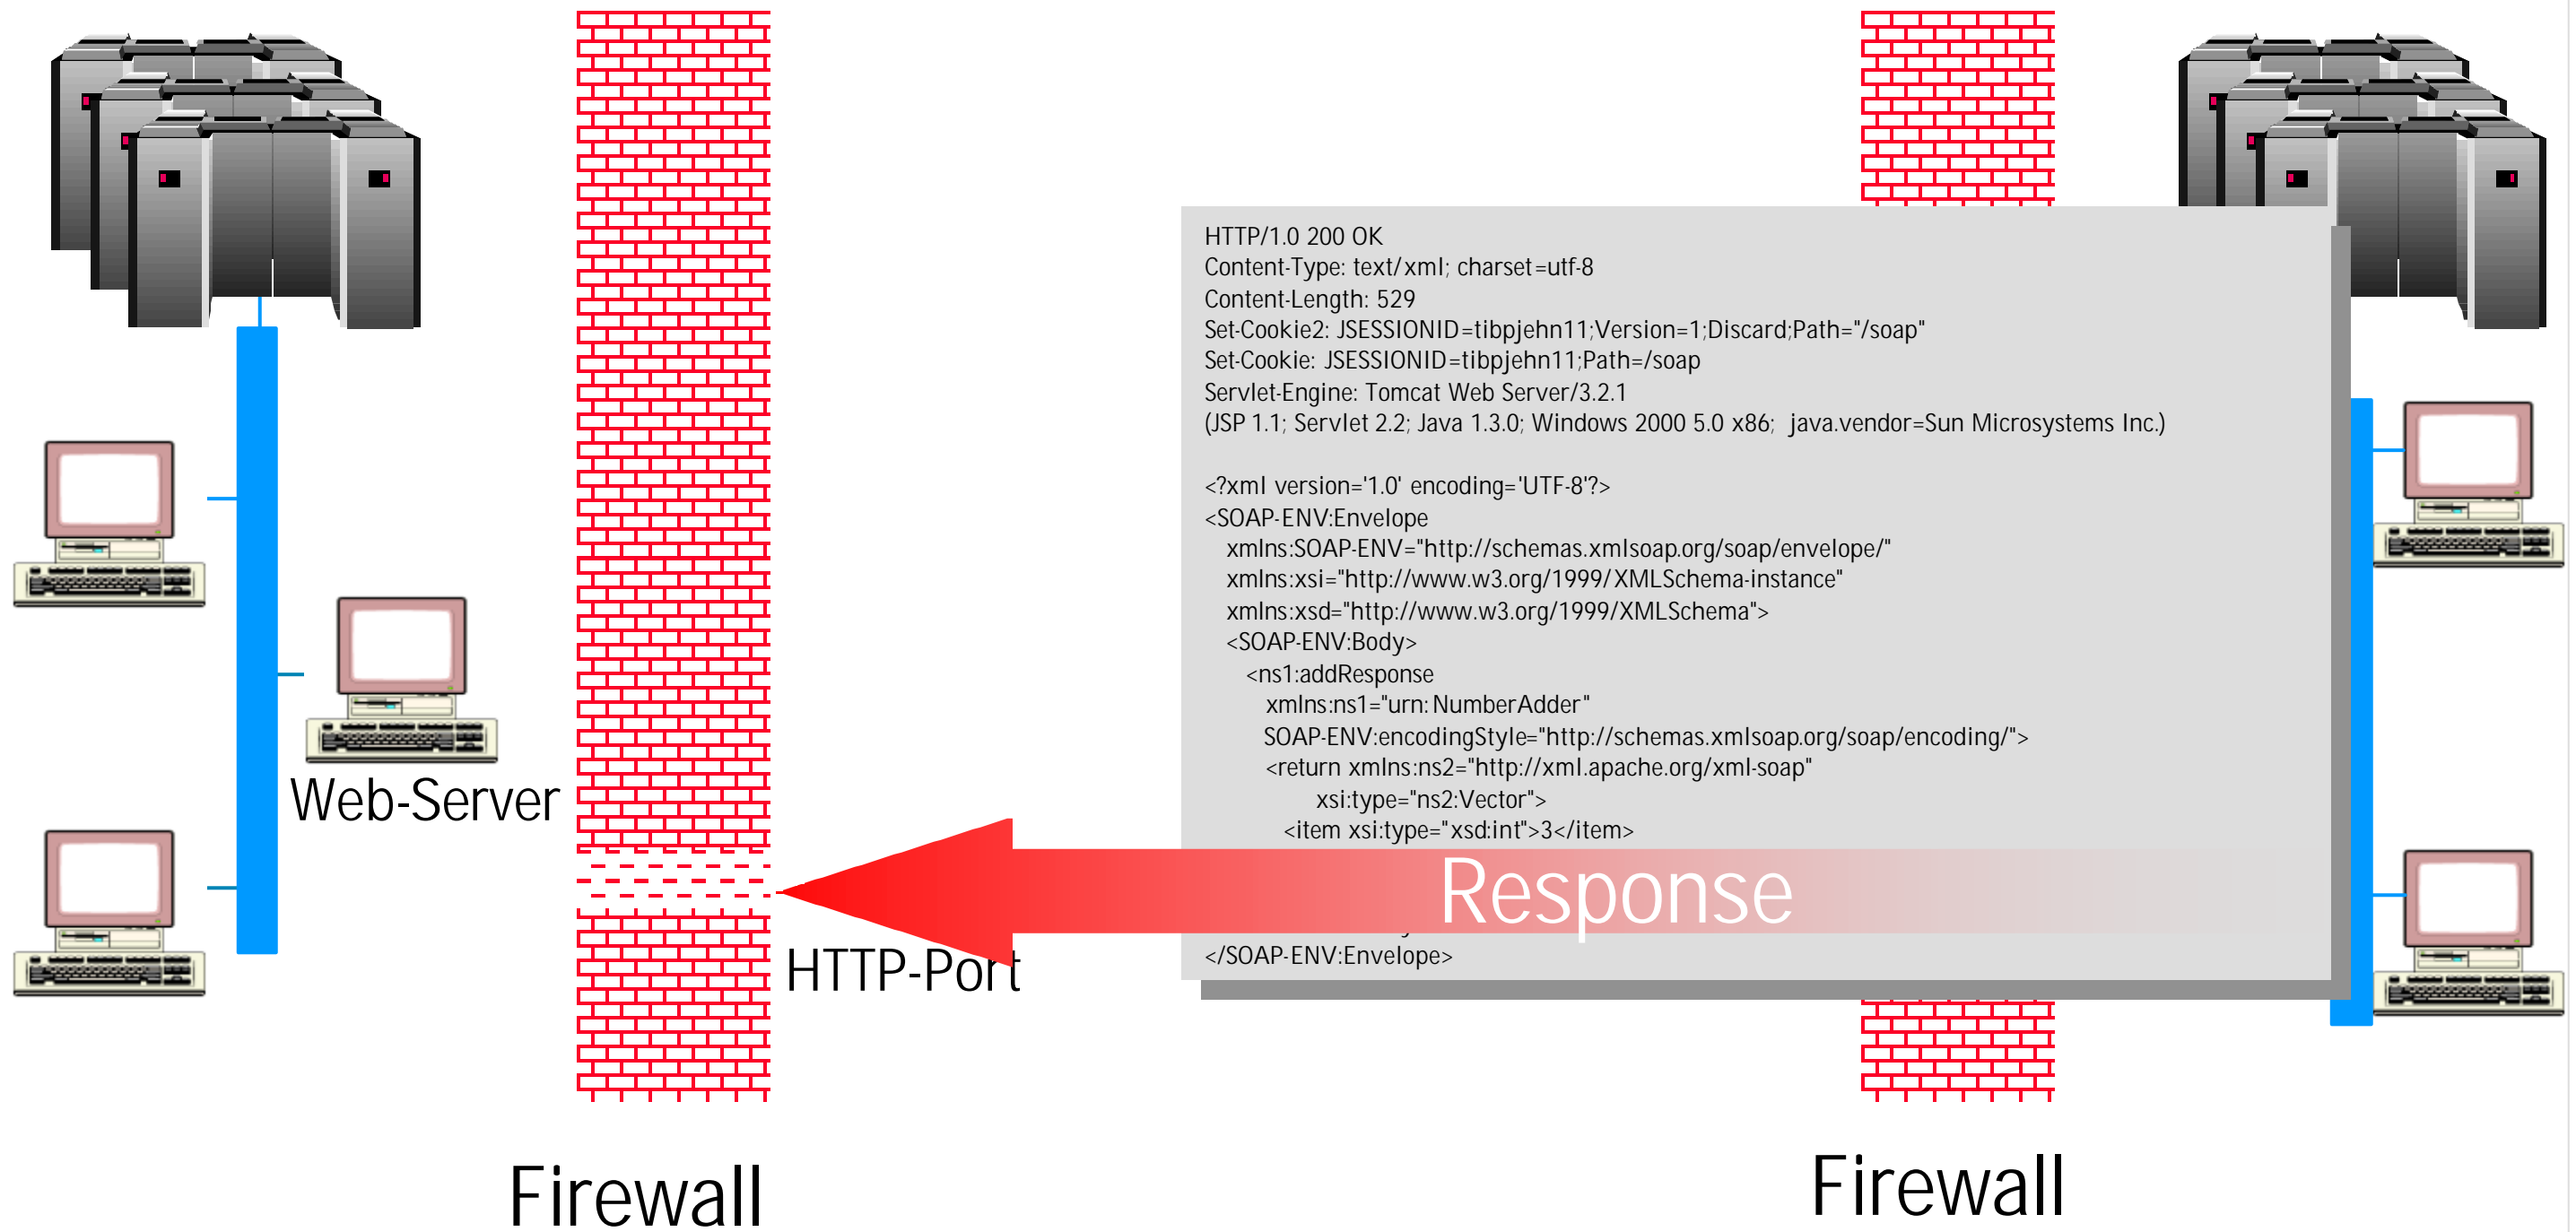 HTTP/1.0 200 OK
Content-Type: text/xml; charset=utf-8
Content-Length: 529
Set-Cookie2: JSESSIONID=tibpjehn11;Version=1;Discard;Path="/soap"
Set-Cookie: JSESSIONID=tibpjehn11;Path=/soap
Servlet-Engine: Tomcat Web Server/3.2.1
(JSP 1.1; Servlet 2.2; Java 1.3.0; Windows 2000 5.0 x86; java.vendor=Sun Microsystems Inc.)
<?xml version='1.0' encoding='UTF-8'?>
<SOAP-ENV:Envelope
xmlns:SOAP-ENV="http://schemas.xmlsoap.org/soap/envelope/"
xmlns:xsi="http://www.w3.org/1999/XMLSchema-instance"
xmlns:xsd="http://www.w3.org/1999/XMLSchema">
<SOAP-ENV:Body>
<ns1:addResponse
xmlns:ns1="urn:NumberAdder"
SOAP-ENV:encodingStyle="http://schemas.xmlsoap.org/soap/encoding/">
<return xmlns:ns2="http://xml.apache.org/xml-soap"
xsi:type="ns2:Vector">
<item xsi:type="xsd:int">3</item>
Response
</SOAP-ENV:Envelope>
Web-Server
HTTP-Port
Firewall
Firewall